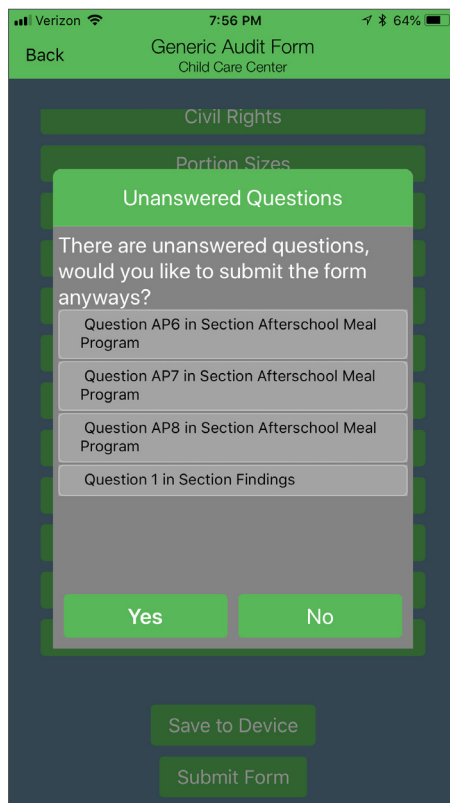 Verizon 7:56 PM 64%
Back Generic Audit Form
Child Care Center
Civil Rights
Portion Sizes
Unanswered Questions
There are unanswered questions,
would you like to submit the form
anyways?
Question AP6 in Section Afterschool Meal
Program
Question AP7 in Section Afterschool Meal
Program
Question AP8 in Section Afterschool Meal
Program
Question 1 in Section Findings
Yes No
Save to Device
Submit Form